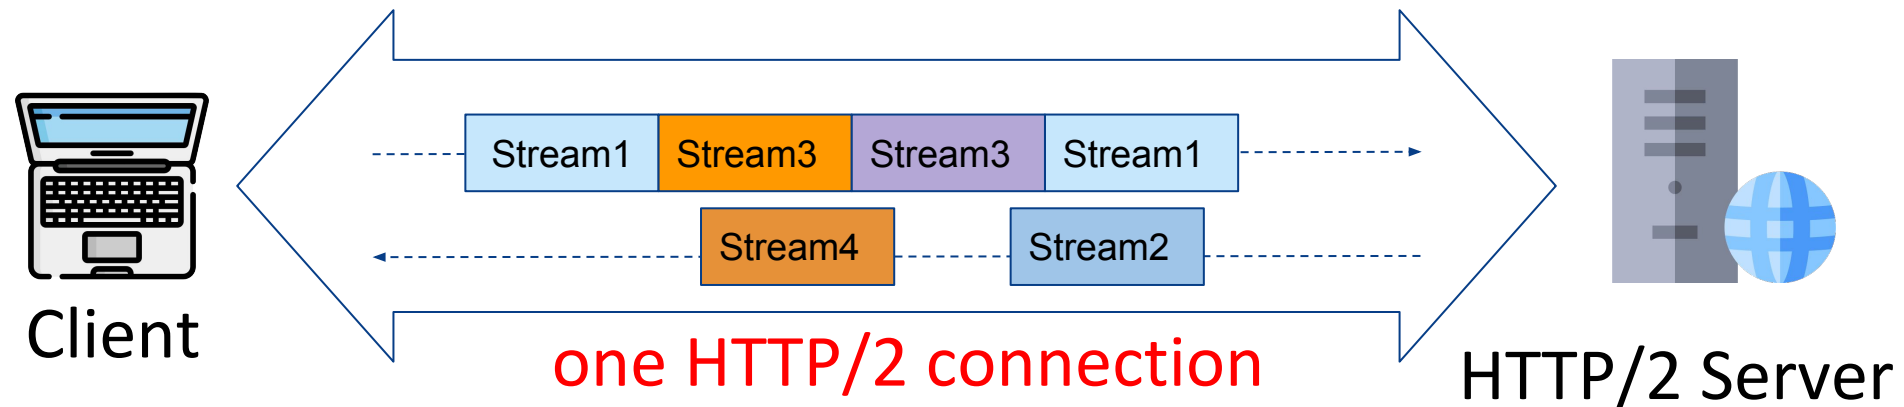 Stream1 Stream3 Stream3 Stream1
Stream4 Stream2
Client
one HTTP/2 connection
HTTP/2 Server